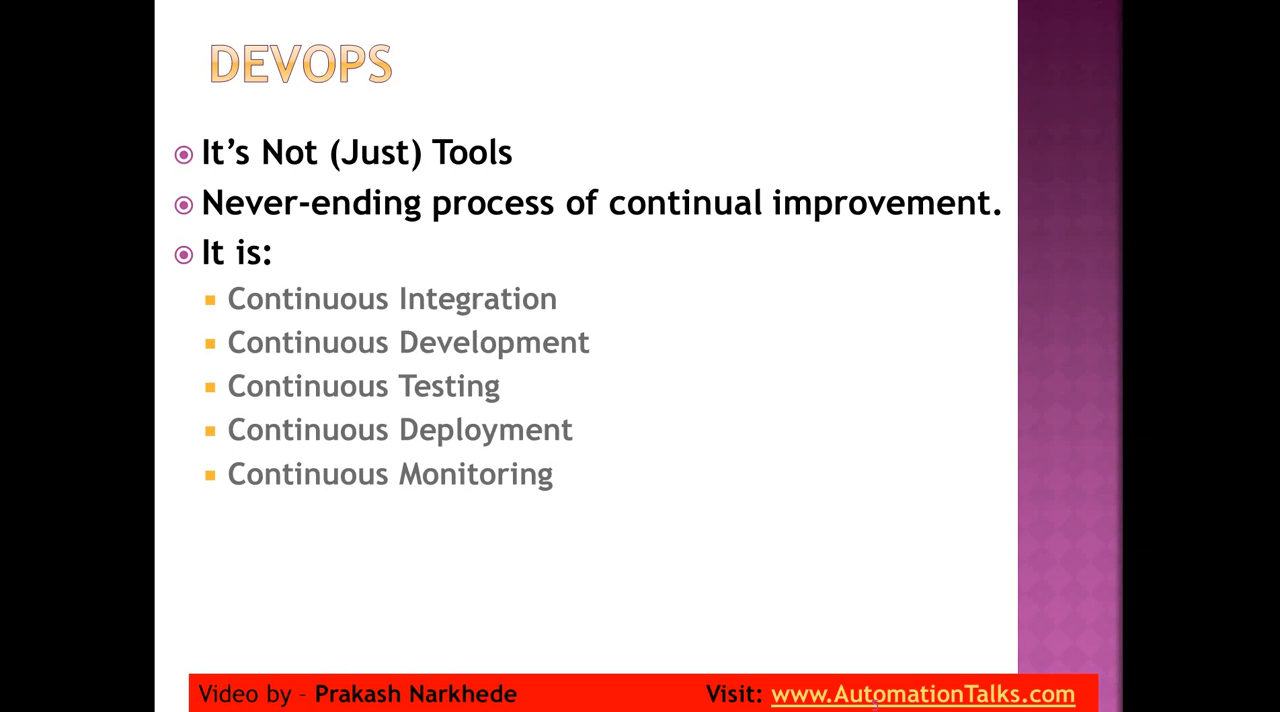 DEVOPS
It’s Not (Just) Tools
Never-ending process of continual improvement.
It is:
Continuous Integration
Continuous Development
Continuous Testing
Continuous Deployment
Continuous Monitoring
Video by - Prakash Narkhede Visit: www.AutomationTalks.com